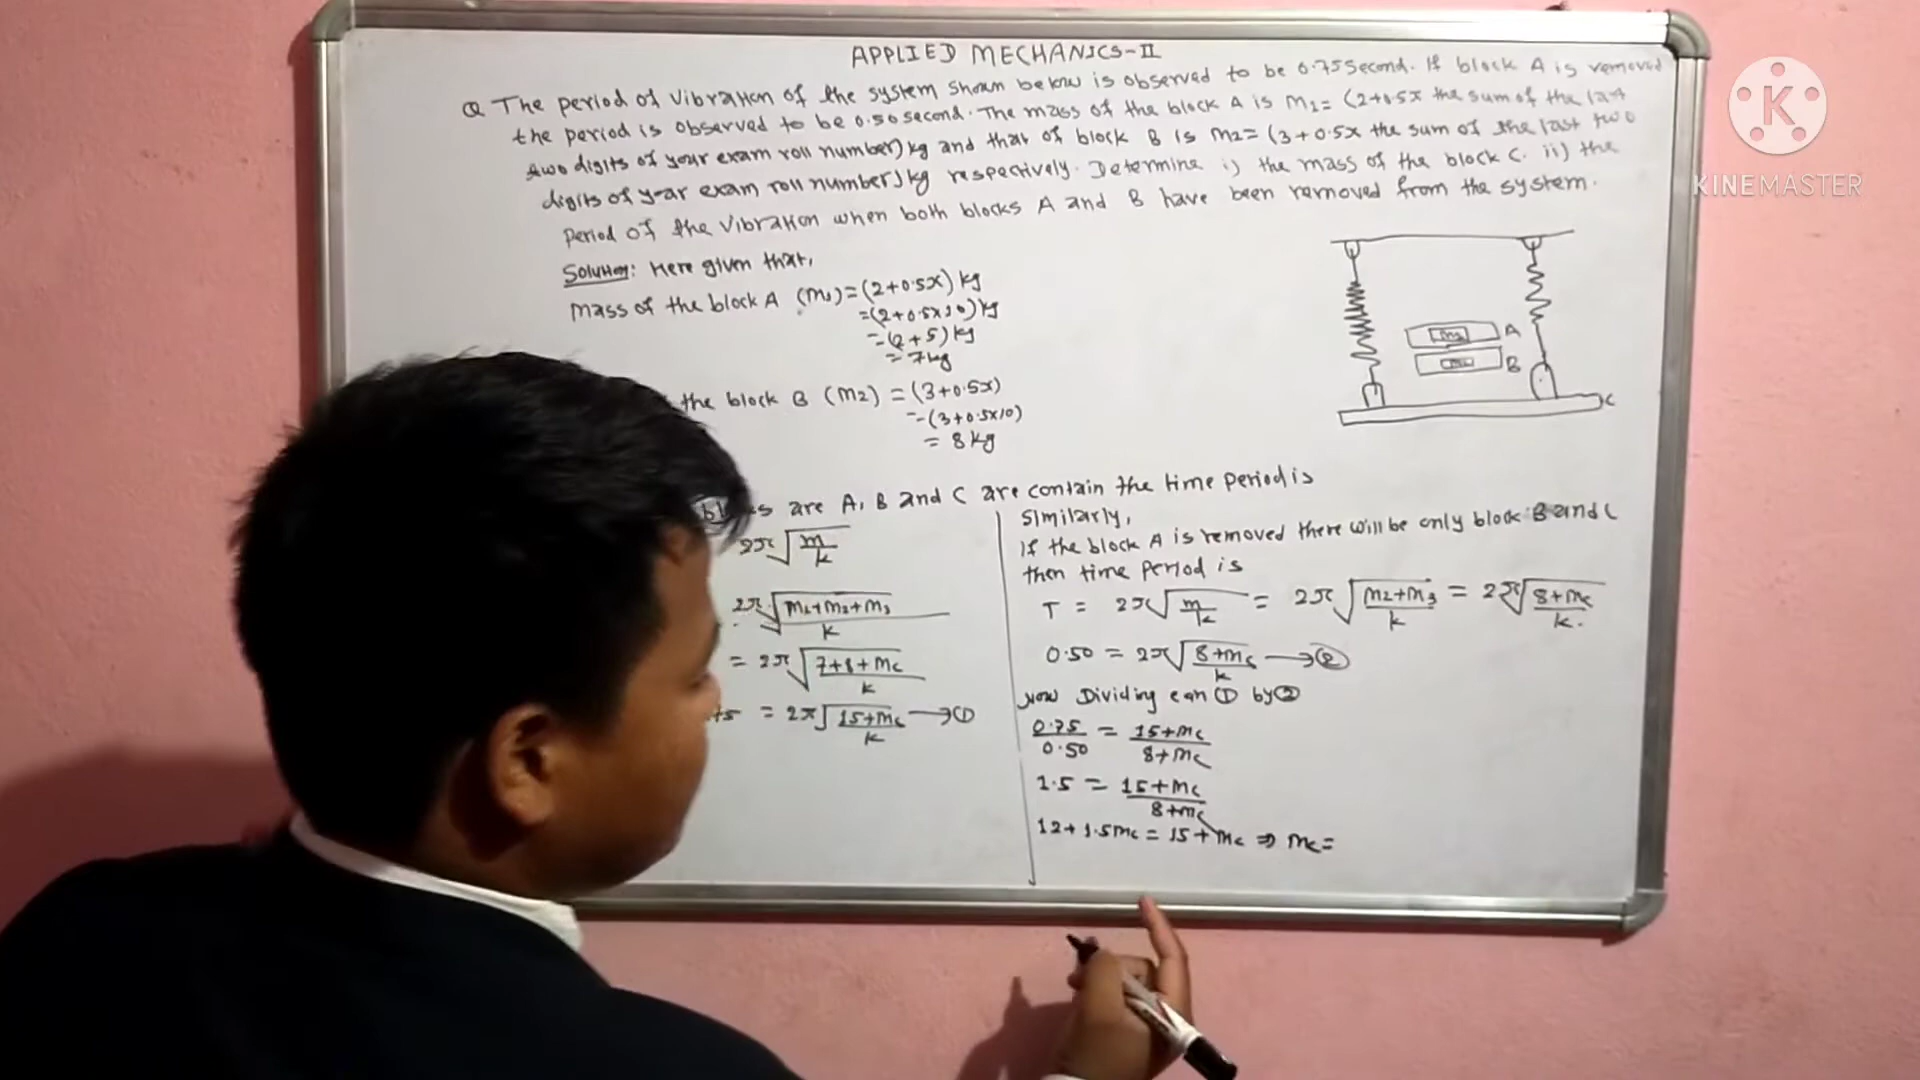 APPLIED MECHANICS-II
Q The period of vibration of the system shown below is observed to be 0.75 second. If block A is removed
the period is observed to be 0.50 second. The mass of the block A is M1 = (2+0.5x the sum of the last
two digits of your exam roll number) kg and that of block B is m2 = (3+0.5x the sum of the last two
digits of your exam roll number) kg respectively. Determine i) the mass of the block C. ii) the
period of the vibration when both blocks A and B have been removed from the system.
Solution: Here given that,
Mass of the block A (m1) = (2+0.5x) kg
= (2+0.5x10) kg
= (2+5) kg
= 7kg
the block B (m2) = (3+0.5x)
= (3+0.5x10)
= 8kg
A
B
C
are A, B and C are contain the time period is
2π√m/k
2π√m1+m2+m3/k
= 2π√7+8+mc/k
= 2π√15+mc/k → ①
Similarly,
If the block A is removed there will be only block B and C
then time period is
T = 2π√m/k = 2π√m2+m3/k = 2π√8+mc/k.
0.50 = 2π√8+mc/k → ②
Now Dividing eqn ① by ②
0.75/0.50 = 15+mc/8+mc
1.5 = 15+mc/8+mc
12+1.5mc = 15+mc ⇒ mc=
K
KINEMASTER